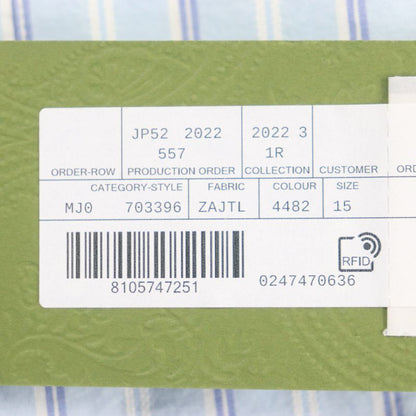 JP52 2022 2022 3
557 1R
ORDER-ROW PRODUCTION ORDER COLLECTION CUSTOMER OR
CATEGORY-STYLE FABRIC COLOUR SIZE
MJ0 703396 ZAJTL 4482 15
RFID
8105747251 0247470636